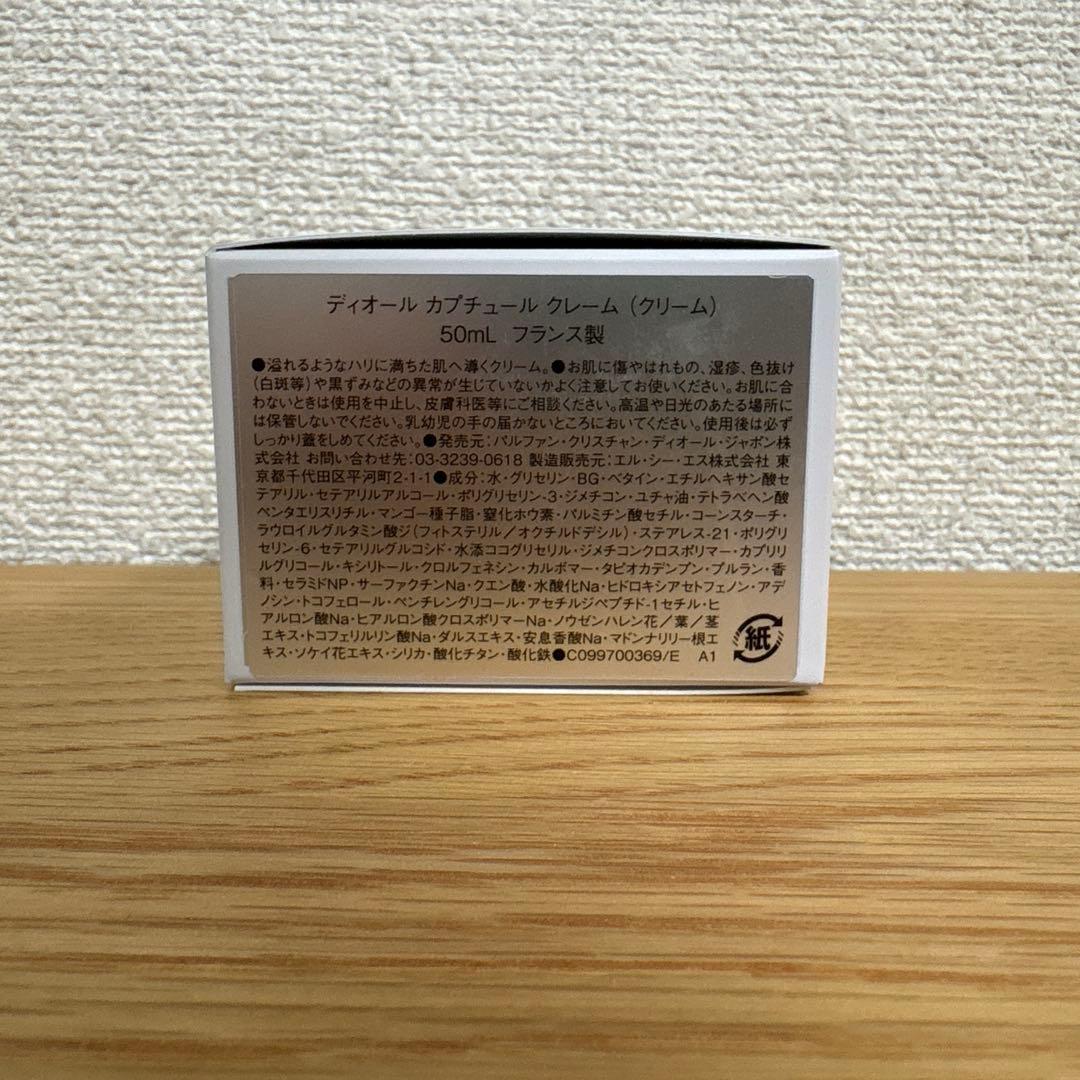 ディオール カプチュール クレーム（クリーム）
50mL フランス製
●溢れるようなハリに満ちた肌へ導くクリーム。●お肌に傷やはれもの、湿疹、色抜け
（白斑等）や黒ずみなどの異常が生じていないかよく注意してお使いください。お肌に合
わないときは使用を中止し、皮膚科医等にご相談ください。高温や日光のあたる場所に
は保管しないでください。乳幼児の手の届かないところにおいてください。使用後は必ず
しっかり蓋をしめてください。●発売元：パルファン・クリスチャン・ディオール・ジャポン株
式会社 お問い合わせ先：03-3239-0618 製造販売元：エル・シー・エス株式会社 東
京都千代田区平河町2-1-1●成分：水・グリセリン・BG・ベタイン・エチルヘキサン酸セ
テアリル・セテアリルアルコール・ポリグリセリン-3・ジメチコン・ユチャ油・テトラベヘン酸
ペンタエリスリチル・マンゴー種子脂・窒化ホウ素・パルミチン酸セチル・コーンスターチ・
ラウロイルグルタミン酸ジ（フィトステリル／オクチルドデシル）・ステアレス-21・ポリグリ
セリン-6・セテアリルグルコシド・水添ココグリセリル・ジメチコンクロスポリマー・カプリリ
ルグリコール・キシリトール・クロルフェネシン・カルボマー・タピオカデンプン・プルラン・香
料・セラミドNP・サーファクチンNa・クエン酸・水酸化Na・ヒドロキシアセトフェノン・アデ
ノシン・トコフェロール・ペンチレングリコール・アセチルジペプチド-1セチル・ヒ
アルロン酸Na・ヒアルロン酸クロスポリマーNa・ノウゼンハレン花／葉／茎
エキス・トコフェリルリン酸Na・ダルスエキス・安息香酸Na・マドンナリリー根エ
キス・ソケイ花エキス・シリカ・酸化チタン・酸化鉄●C099700369/E A1
紙